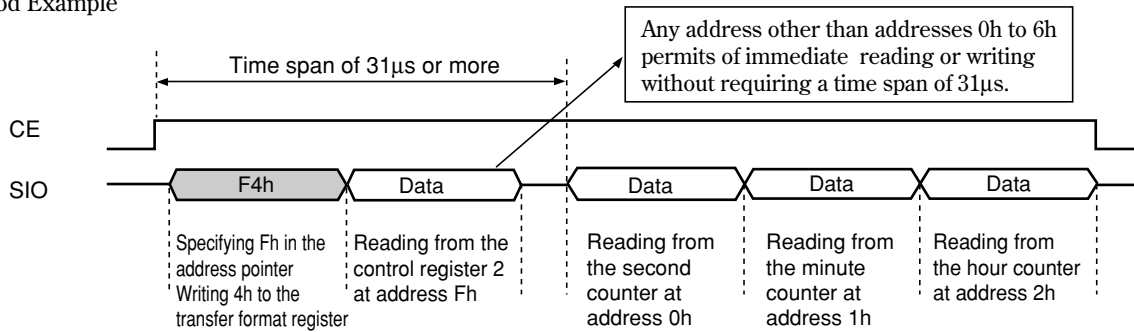 od Example
Any address other than addresses 0h to 6h
permits of immediate reading or writing
without requiring a time span of 31μs.
Time span of 31μs or more
CE
SIO
F4h
Data
Data
Data
Data
Specifying Fh in the
address pointer
Writing 4h to the
transfer format register
Reading from the
control register 2
at address Fh
Reading from
the second
counter at
address 0h
Reading from
the minute
counter at
address 1h
Reading from
the hour counter
at address 2h